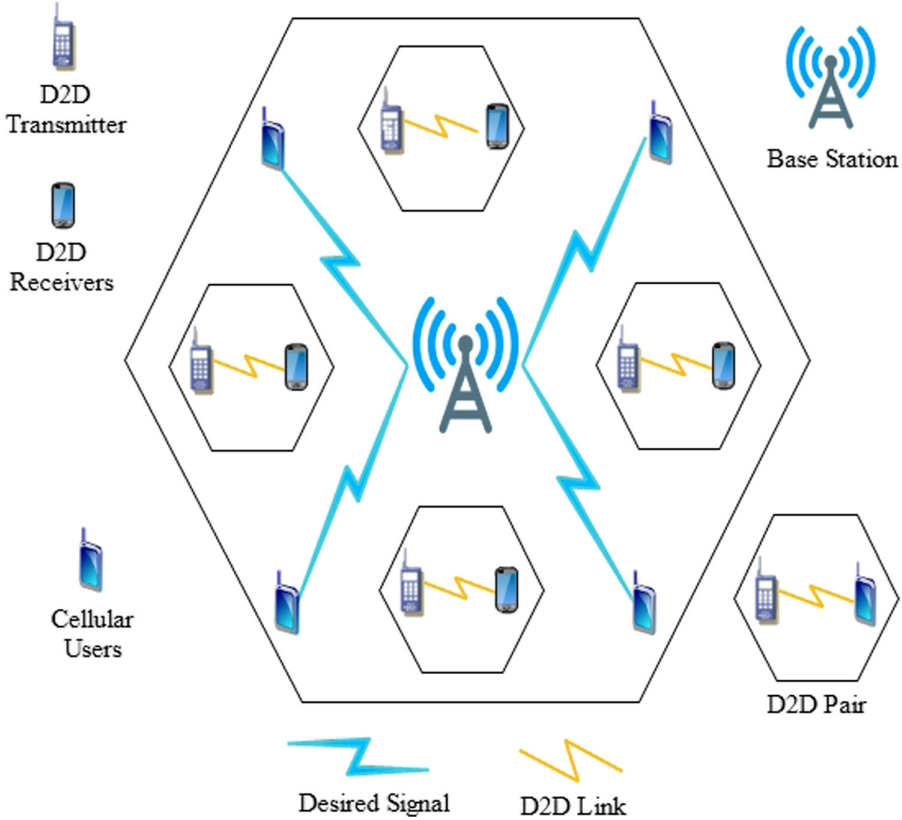 D2D
Transmitter
Base Station
D2D
Receivers
Cellular
Users
D2D Pair
Desired Signal
D2D Link